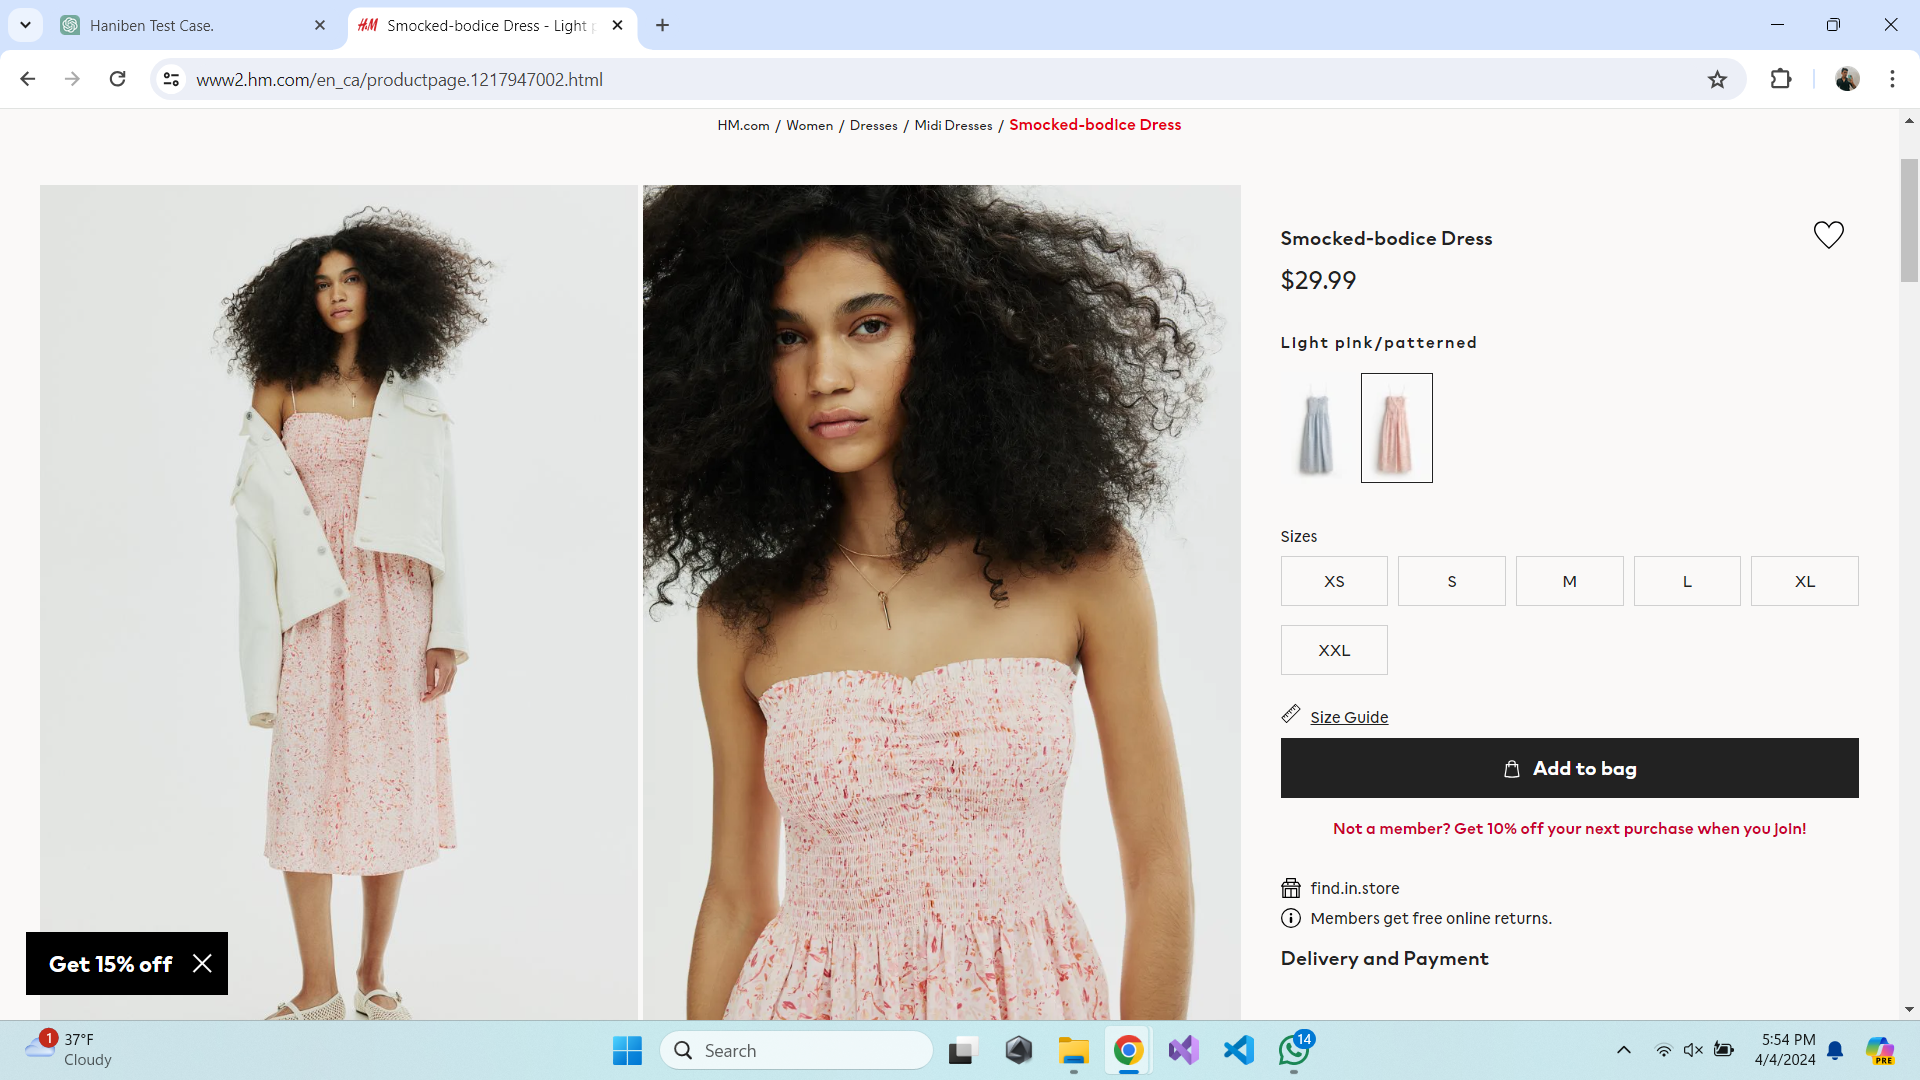 Haniben Test Case.
H&M Smocked-bodice Dress - Light p
www2.hm.com/en_ca/productpage.1217947002.html
HM.com / Women / Dresses / Midi Dresses / Smocked-bodice Dress
Smocked-bodice Dress
$29.99
Light pink/patterned
Sizes
XS S M L XL
XXL
Size Guide
Add to bag
Not a member? Get 10% off your next purchase when you join!
find.in.store
Members get free online returns.
Delivery and Payment
Get 15% off
1
37°F
Cloudy
Search
14
5:54 PM
4/4/2024
PRE